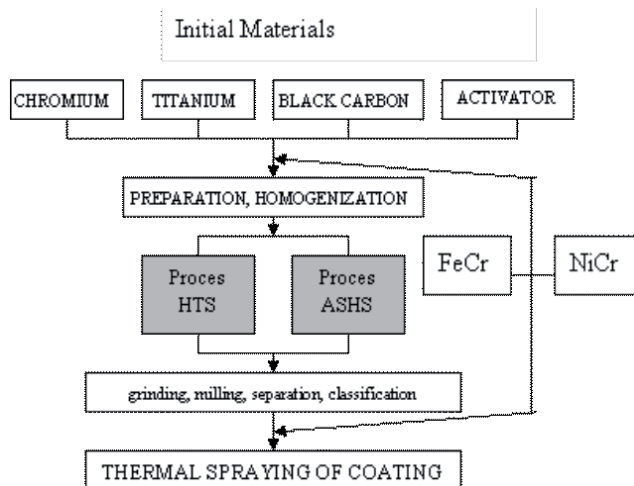 Initial Materials
CHROMIUM
TITANIUM
BLACK CARBON
ACTIVATOR
PREPARATION, HOMOGENIZATION
Proces
HTS
Proces
ASHS
FeCr
NiCr
grinding, milling, separation, classification
THERMAL SPRAYING OF COATING